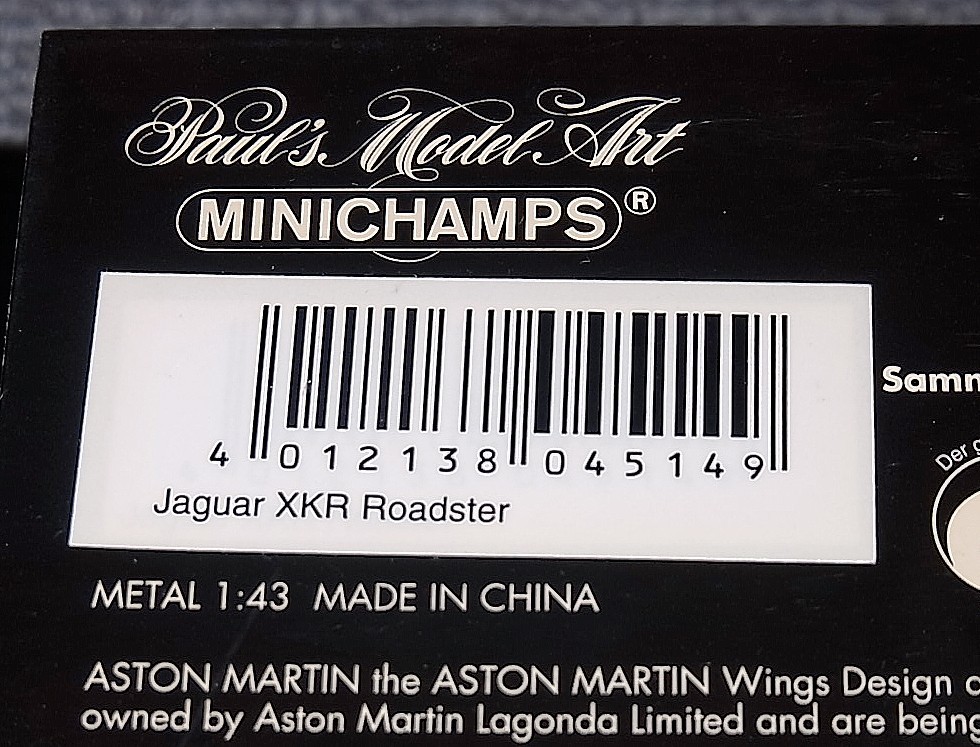 Paul's Model Art
MINICHAMPS®
4 012138 045149
Jaguar XKR Roadster
METAL 1:43 MADE IN CHINA
ASTON MARTIN the ASTON MARTIN Wings Design
owned by Aston Martin Lagonda Limited and are being
Der